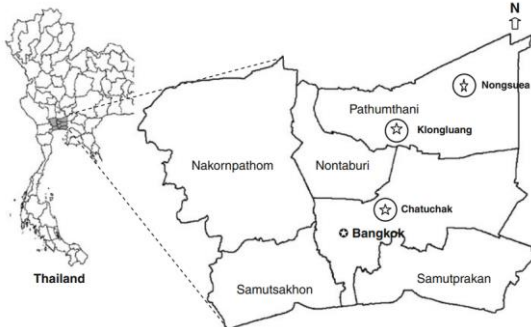 N
Nongsuea
Pathumthani
Klongluang
Nakornpathom
Nontaburi
Chatuchak
Bangkok
Thailand
Samutsakhon
Samutprakan